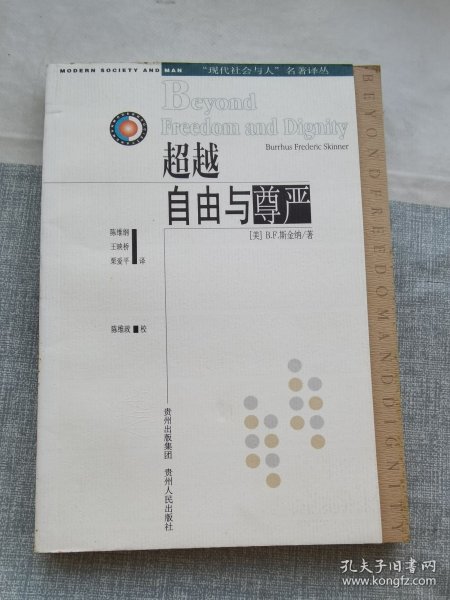 MODERN SOCIETY AND MAN "现代社会与人"名著译丛
Beyond
Freedom and Dignity
Burrhus Frederic Skinner
超越
自由与尊严
[美] B.F.斯金纳/著
陈维纲
王映桥
栗爱平 译
陈维政 校
贵州出版集团 贵州人民出版社
BEYOND FREEDOM AND DIGNITY
孔夫子旧书网
www.kongfz.com